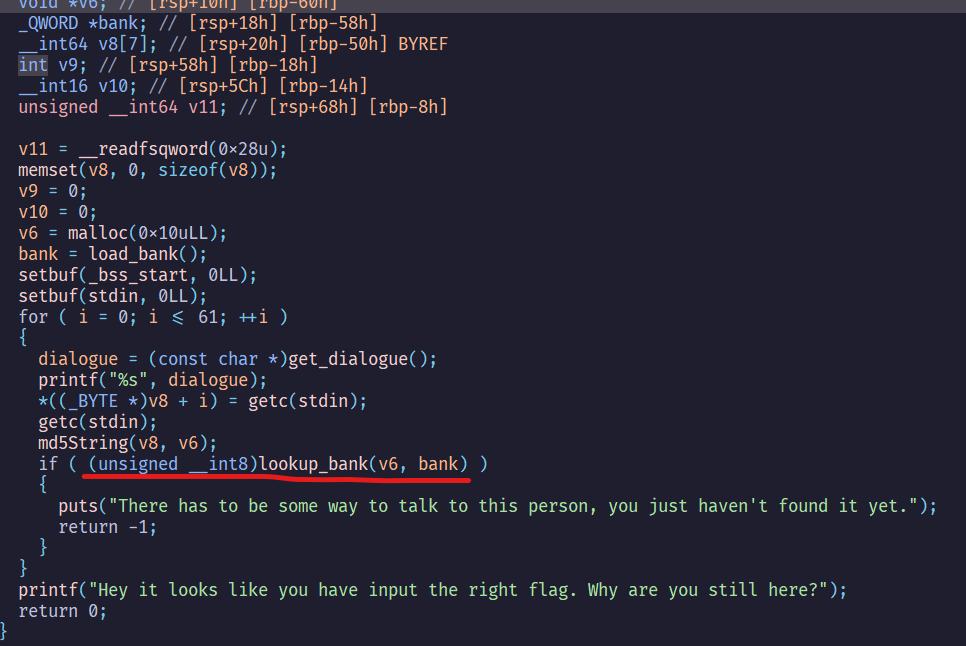 void *v6; // [rsp+10h] [rbp-60h]
_QWORD *bank; // [rsp+18h] [rbp-58h]
__int64 v8[7]; // [rsp+20h] [rbp-50h] BYREF
int v9; // [rsp+58h] [rbp-18h]
__int16 v10; // [rsp+5Ch] [rbp-14h]
unsigned __int64 v11; // [rsp+68h] [rbp-8h]
v11 = __readfsqword(0×28u);
memset(v8, 0, sizeof(v8));
v9 = 0;
v10 = 0;
v6 = malloc(0×10uLL);
bank = load_bank();
setbuf(_bss_start, 0LL);
setbuf(stdin, 0LL);
for ( i = 0; i ≤ 61; ++i )
{
dialogue = (const char *)get_dialogue();
printf("%s", dialogue);
*((_BYTE *)v8 + i) = getc(stdin);
getc(stdin);
md5String(v8, v6);
if ( (unsigned __int8)lookup_bank(v6, bank) )
{
puts("There has to be some way to talk to this person, you just haven't found it yet.");
return -1;
}
}
printf("Hey it looks like you have input the right flag. Why are you still here?");
return 0;
}